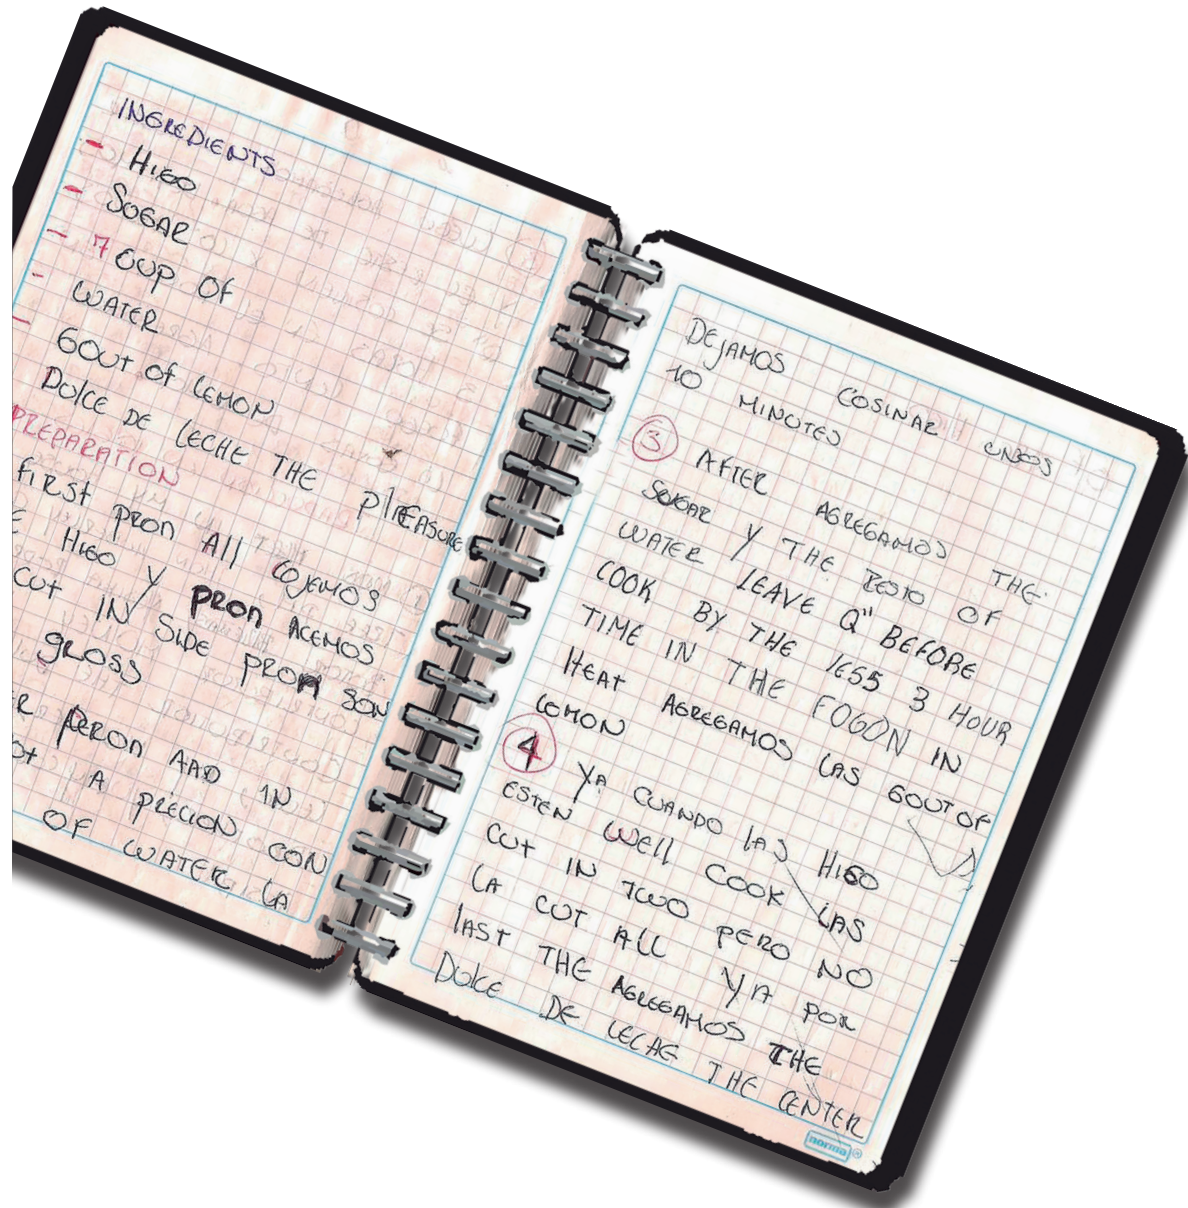 INGREDIENTS
- HIGO
- SUGAR
- 7 CUP OF
- WATER
- GOUT OF LEMON
DULCE DE LECHE THE PLEASURE
PREPARATION
FIRST PRON ALL COJEMOS
E HIGO Y PRON ACEMOS
CUT IN SIDE PRON SON
GROSS
ER PRRON AAD IN
OT A PRECION CON
OF WATER LA
DEJAMOS COSINAR UNOS
10 MINUTES
3 AFTER AGREGAMOS THE
SUGAR Y THE RESTO OF
WATER LEAVE Q" BEFORE
COOK BY THE LESS 3 HOUR
TIME IN THE FOGON IN
HEAT AGREGAMOS LAS GOUT OF
LEMON
4 YA CUANDO LAS HIGO
ESTEN WELL COOK LAS
CUT IN TWO PERO NO
LA CUT ALL YA POR
LAST THE AGREGAMOS THE
DULCE DE LECHE THE CENTER
norma®